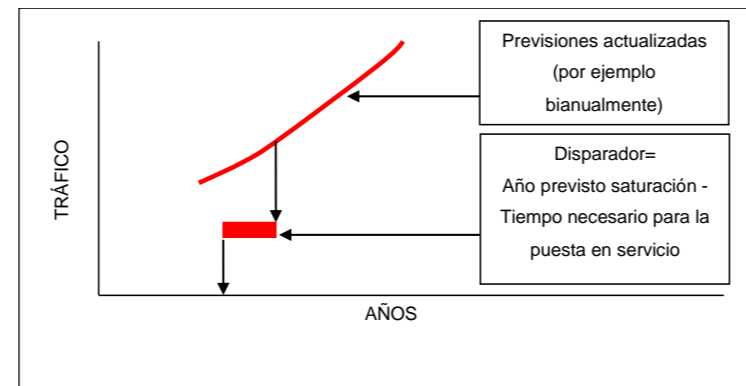 Previsiones actualizadas
(por ejemplo
bianualmente)
Disparador=
Año previsto saturación -
Tiempo necesario para la
puesta en servicio
TRÁFICO
AÑOS